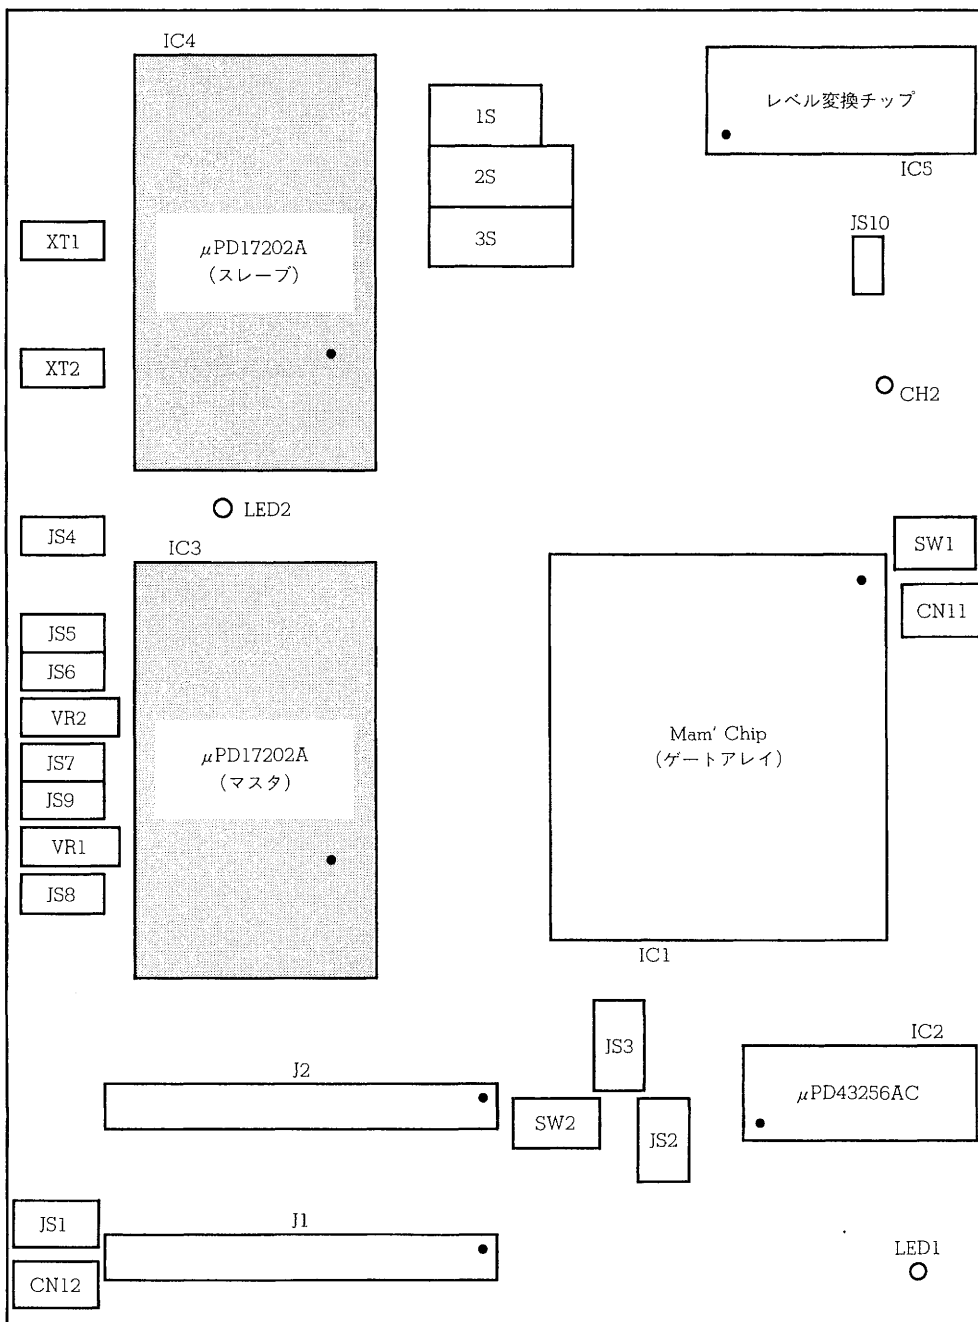 IC4
1S
レベル変換チップ
2S
IC5
3S
JS10
XT1
μPD17202A
(スレーブ)
XT2
CH2
LED2
JS4
SW1
IC3
CN11
JS5
JS6
VR2
μPD17202A
(マスタ)
Mam' Chip
(ゲートアレイ)
JS7
JS9
VR1
JS8
IC1
JS3
IC2
J2
μPD43256AC
SW2
JS2
JS1
J1
LED1
CN12